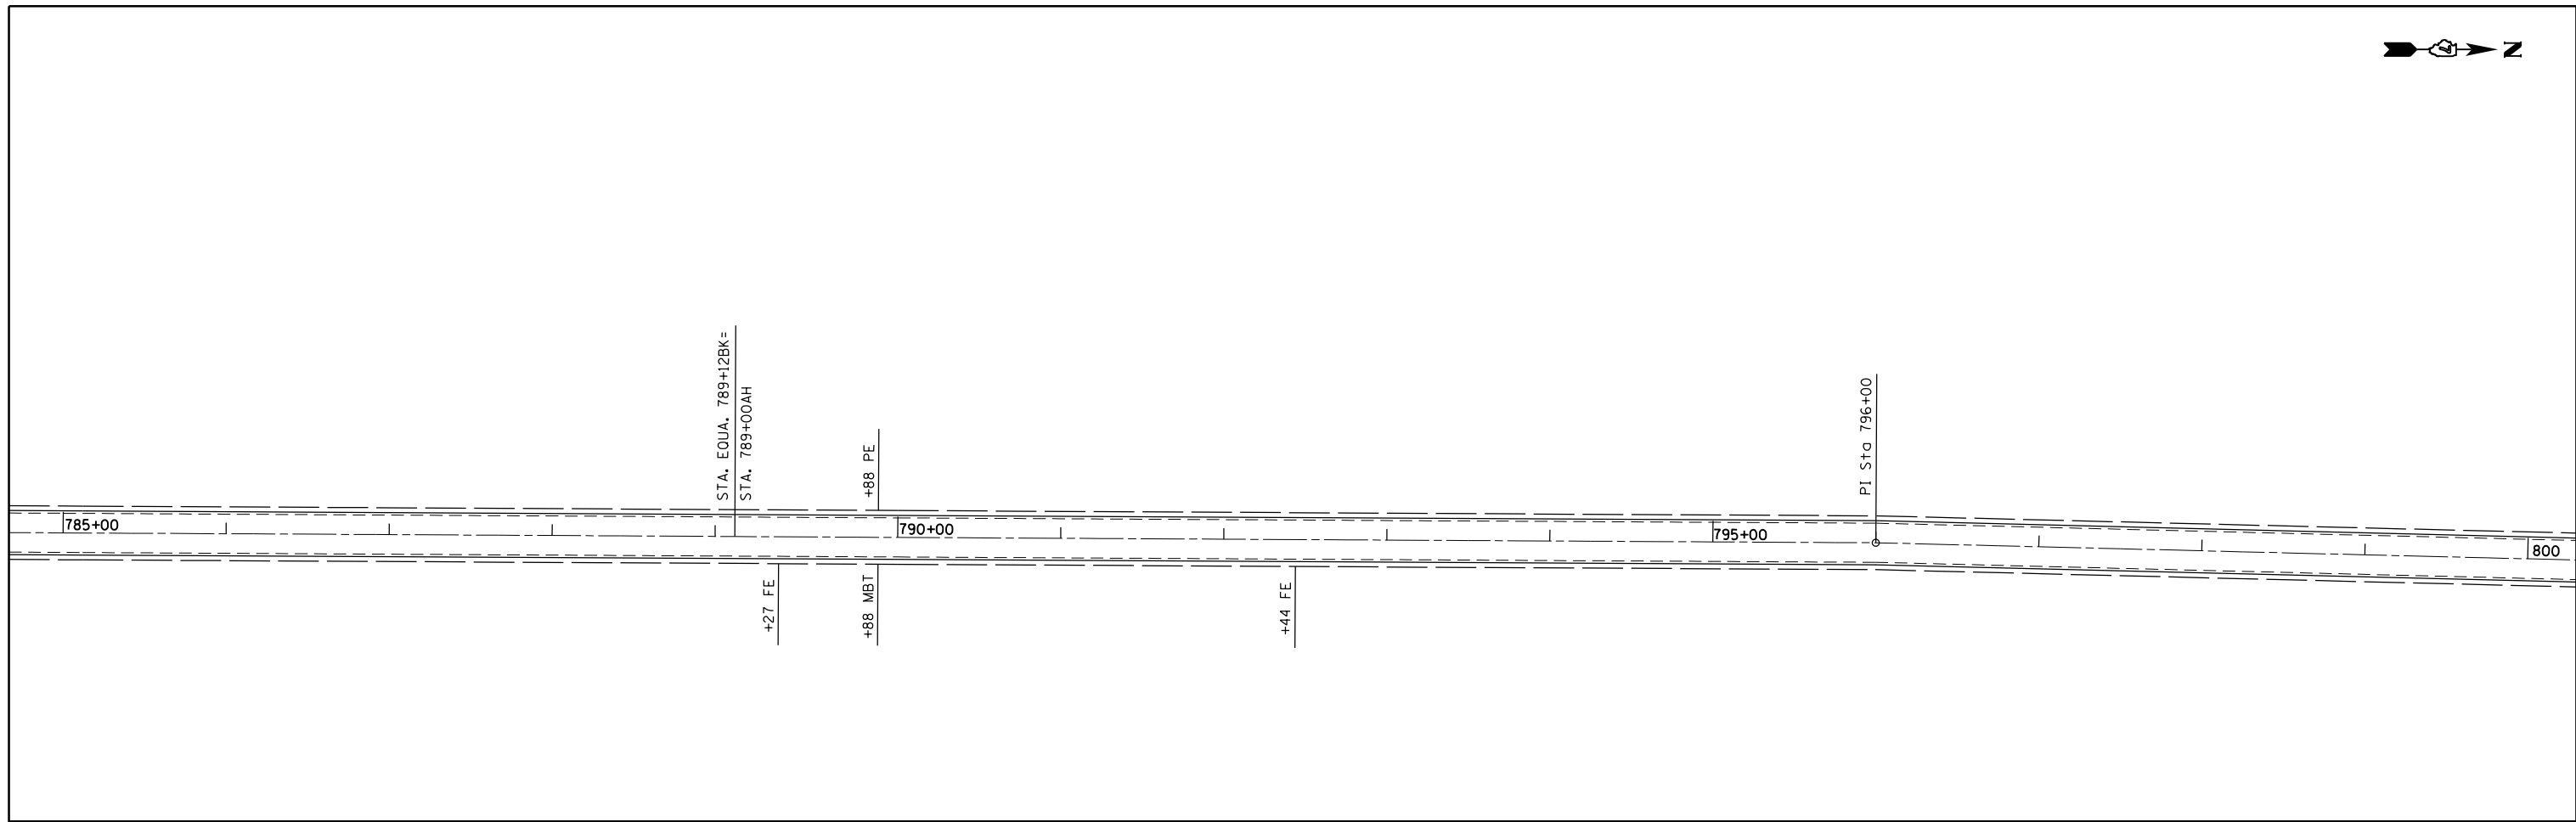 N
STA. EQUA. 789+12BK=
STA. 789+00AH
+88 PE
PI Sta 796+00
785+00
790+00
795+00
800
+27 FE
+88 MBT
+44 FE